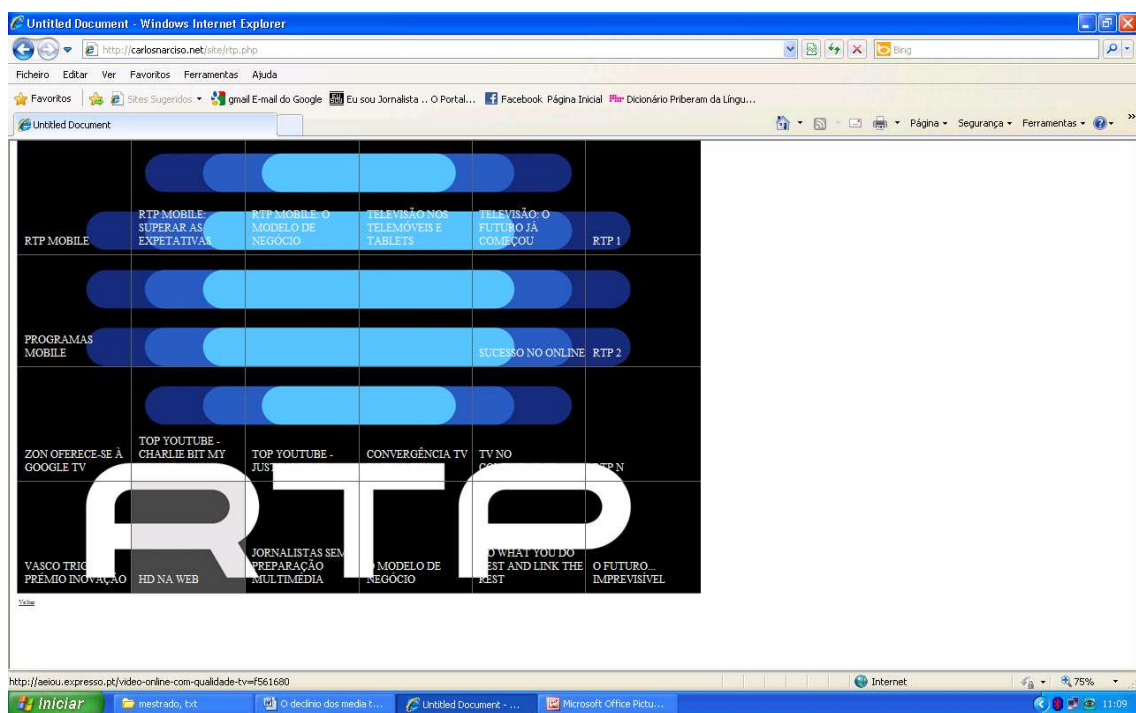 Untitled Document - Windows Internet Explorer
http://carlosnarciso.net/site/rtp.php
Bing
Ficheiro Editar Ver Favoritos Ferramentas Ajuda
Favoritos Sites Sugeridos gmail E-mail do Google Eu sou Jornalista .. O Portal... Facebook Página Inicial Dicionário Priberam da Língu...
Untitled Document
Página Segurança Ferramentas
RTP MOBILE
RTP MOBILE:
SUPERAR AS
EXPETATIVAS
RTP MOBILE: O
MODELO DE
NEGÓCIO
TELEVISÃO NOS
TELEMÓVEIS E
TABLETS
TELEVISÃO: O
FUTURO JÁ
COMEÇOU
RTP 1
PROGRAMAS
MOBILE
SUCESSO NO ONLINE
RTP 2
ZON OFERECE-SE À
GOOGLE TV
TOP YOUTUBE -
CHARLIE BIT MY
TOP YOUTUBE -
CONVERGÊNCIA TV
TV NO
RTP
VASCO
PRÉMIO INOVAÇÃO
HD NA WEB
JORNALISTAS SEM
PREPARAÇÃO
MULTIMÉDIA
MODELO DE
NEGÓCIO
WHAT YOU DO
AND LINK THE
REST
O FUTURO...
IMPREVISÍVEL
Voltar
http://aeiou.expresso.pt/video-online-com-qualidade-tv=f561680
Internet
75%
Iniciar
mestrado, txt
O declínio dos media t...
Untitled Document - ...
Microsoft Office Pictu...
11:09